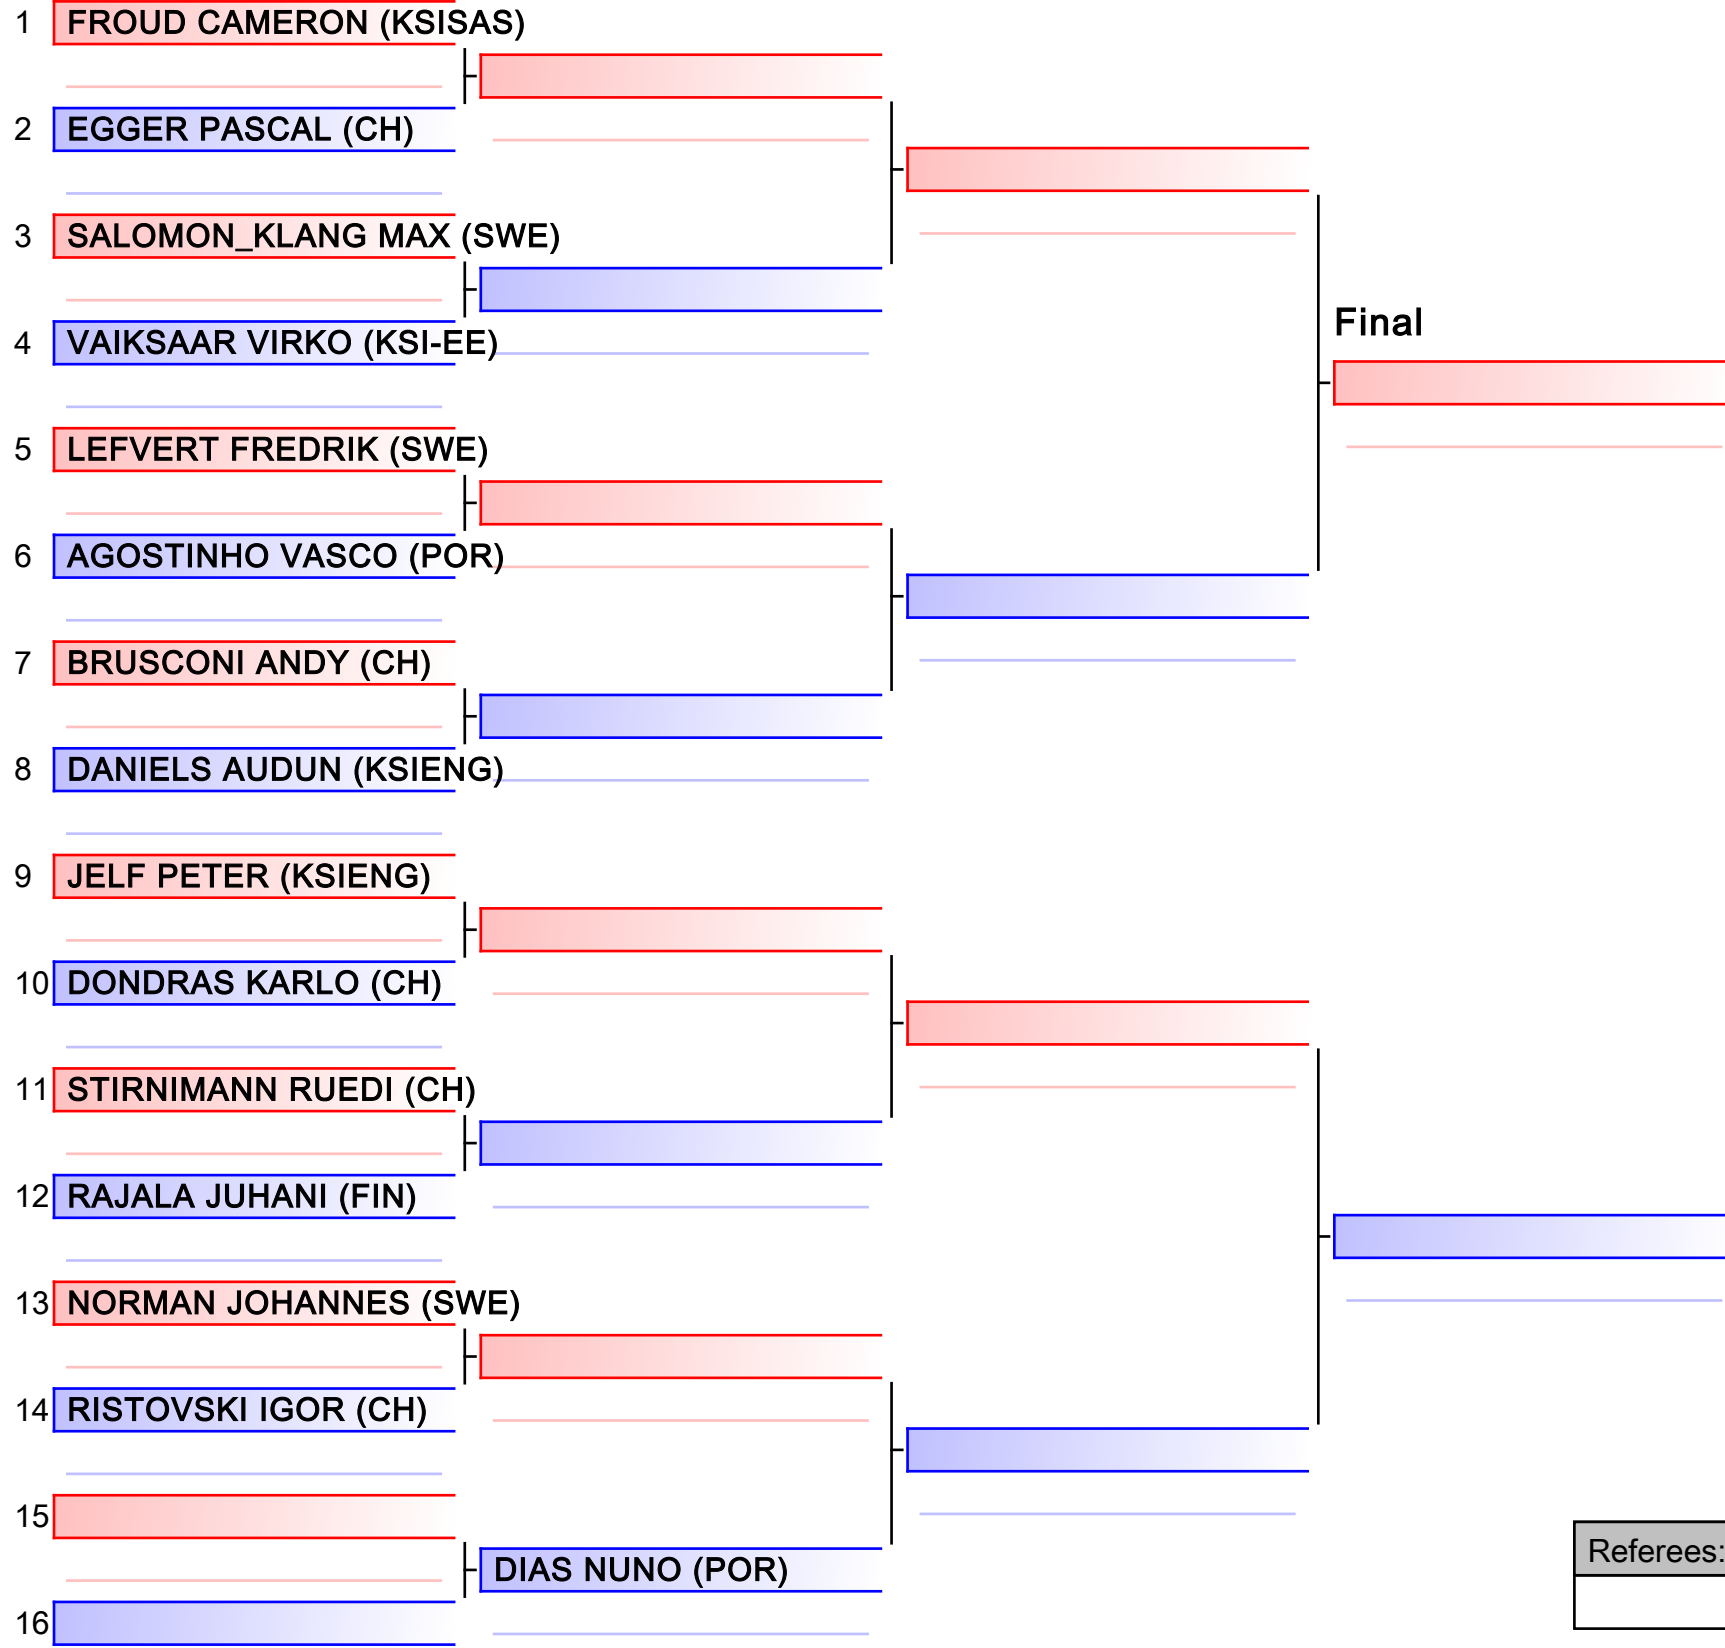 1 FROUD CAMERON (KSISAS)
2 EGGER PASCAL (CH)
3 SALOMON_KLANG MAX (SWE)
4 VAIKSAAR VIRKO (KSI-EE)
Final
5 LEFVERT FREDRIK (SWE)
6 AGOSTINHO VASCO (POR)
7 BRUSCONI ANDY (CH)
8 DANIELS AUDUN (KSIENG)
9 JELF PETER (KSIENG)
10 DONDRAS KARLO (CH)
11 STIRNIMANN RUEDI (CH)
12 RAJALA JUHANI (FIN)
13 NORMAN JOHANNES (SWE)
14 RISTOVSKI IGOR (CH)
15
DIAS NUNO (POR)
Referees:
16